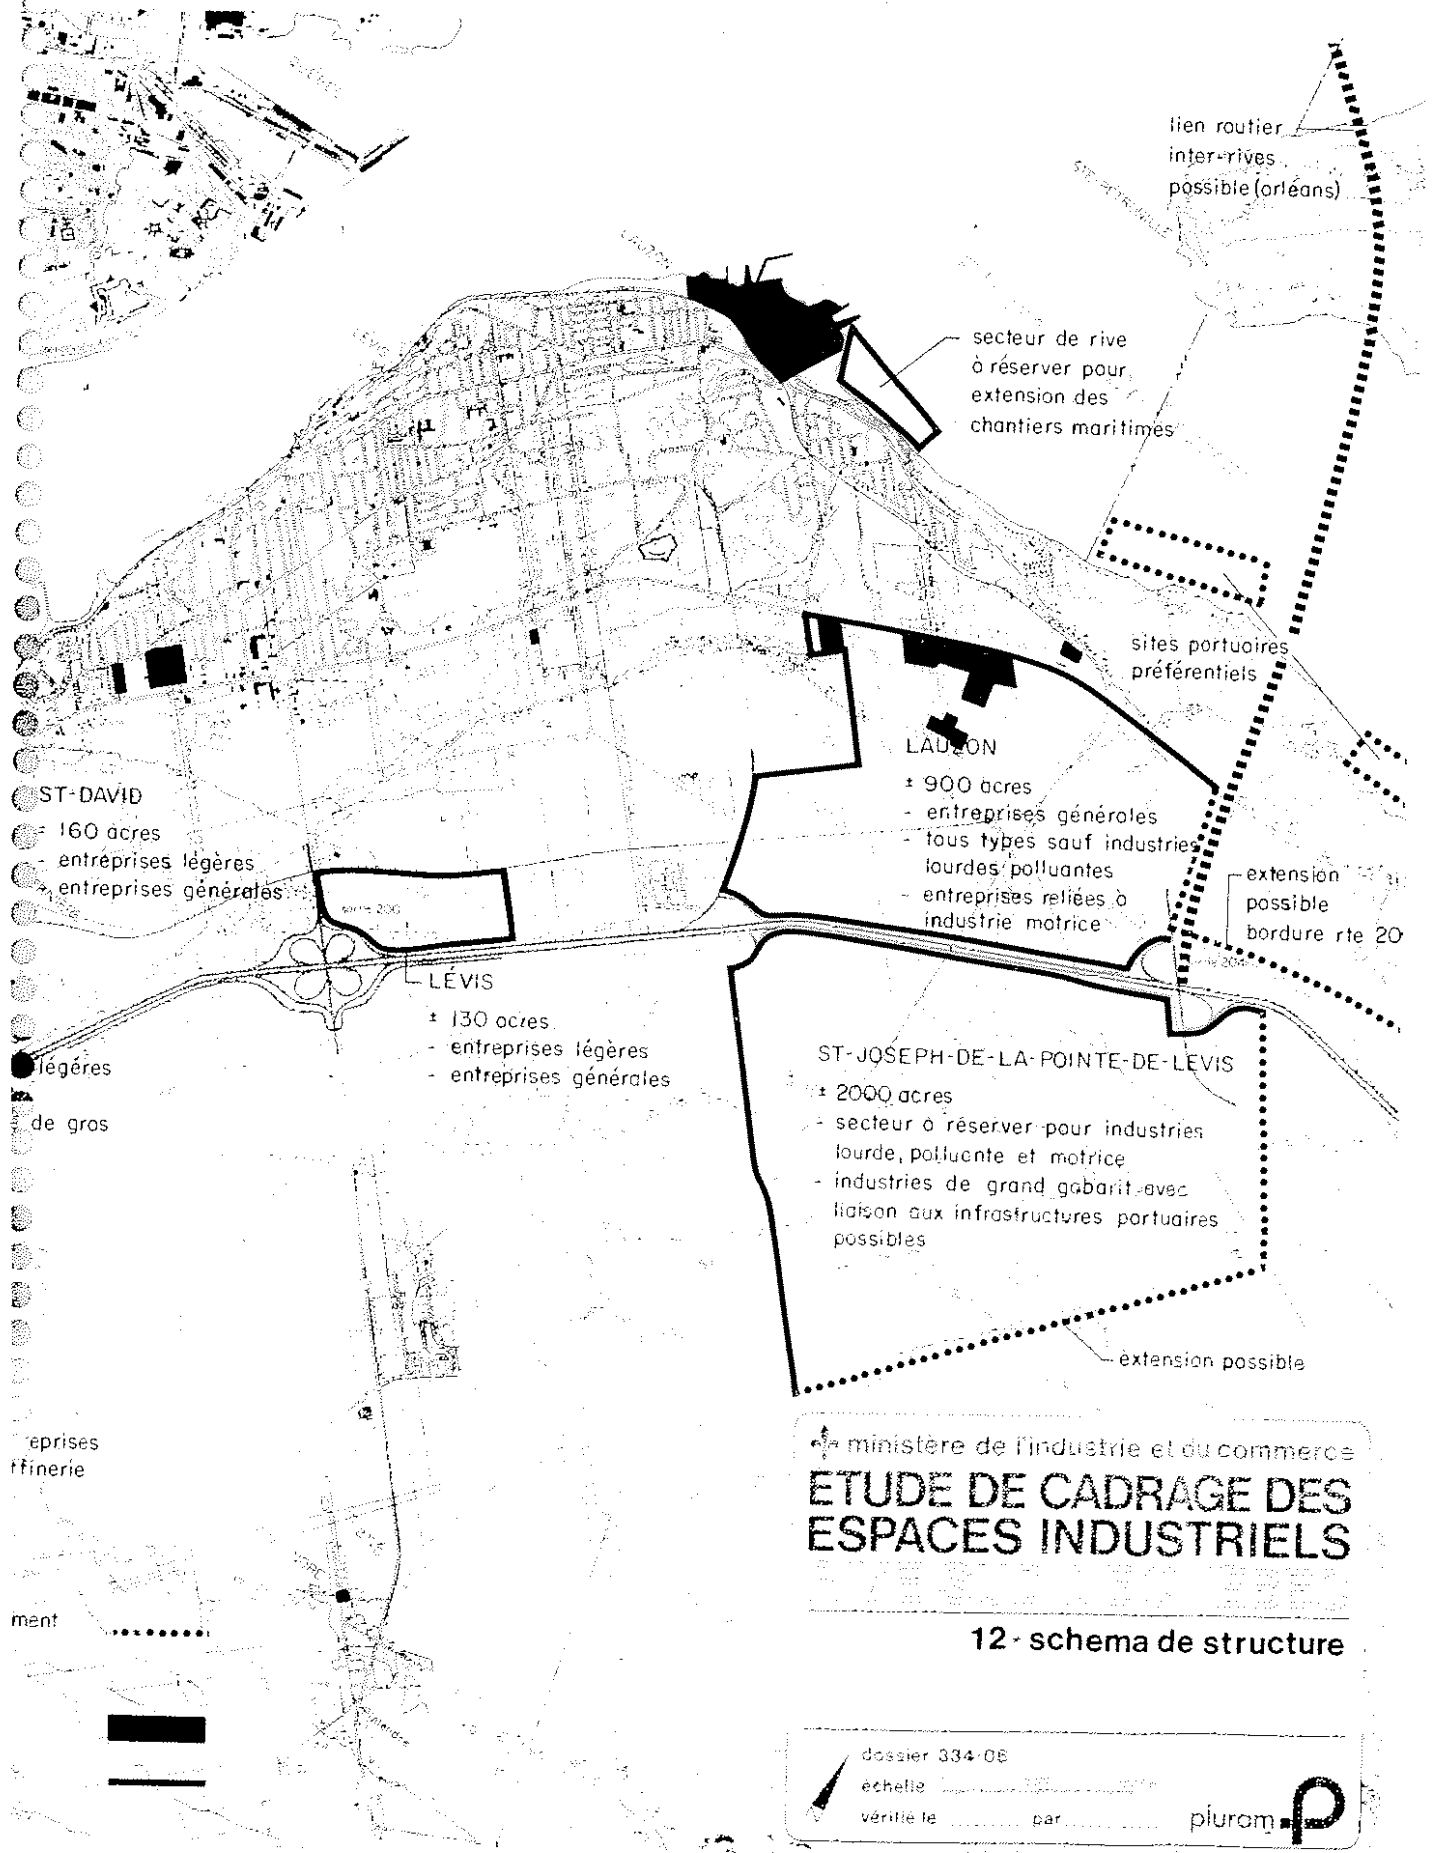 lien routier
inter-rives
possible (orléans)
STE-PÉTRONILLE
LAUZON
secteur de rive
à réserver pour
extension des
chantiers maritimes
sites portuaires
préférentiels
LAUZON
± 900 acres
- entreprises générales
- tous types sauf industries
lourdes polluantes
- entreprises reliées à
industrie motrice
ST-DAVID
± 160 acres
- entreprises légères
- entreprises générales
extension
possible
bordure rte 20
LÉVIS
± 130 acres
- entreprises légères
- entreprises générales
légères
de gros
ST-JOSEPH-DE-LA-POINTE-DE-LÉVIS
± 2000 acres
- secteur à réserver pour industries
lourde, polluante et motrice
- industries de grand gabarit avec
liaison aux infrastructures portuaires
possibles
extension possible
eprises
ffinerie
ment
ministère de l'industrie et du commerce
ETUDE DE CADRAGE DES
ESPACES INDUSTRIELS
12 - schema de structure
dossier 334-06
échelle
vérifié le par
pluram